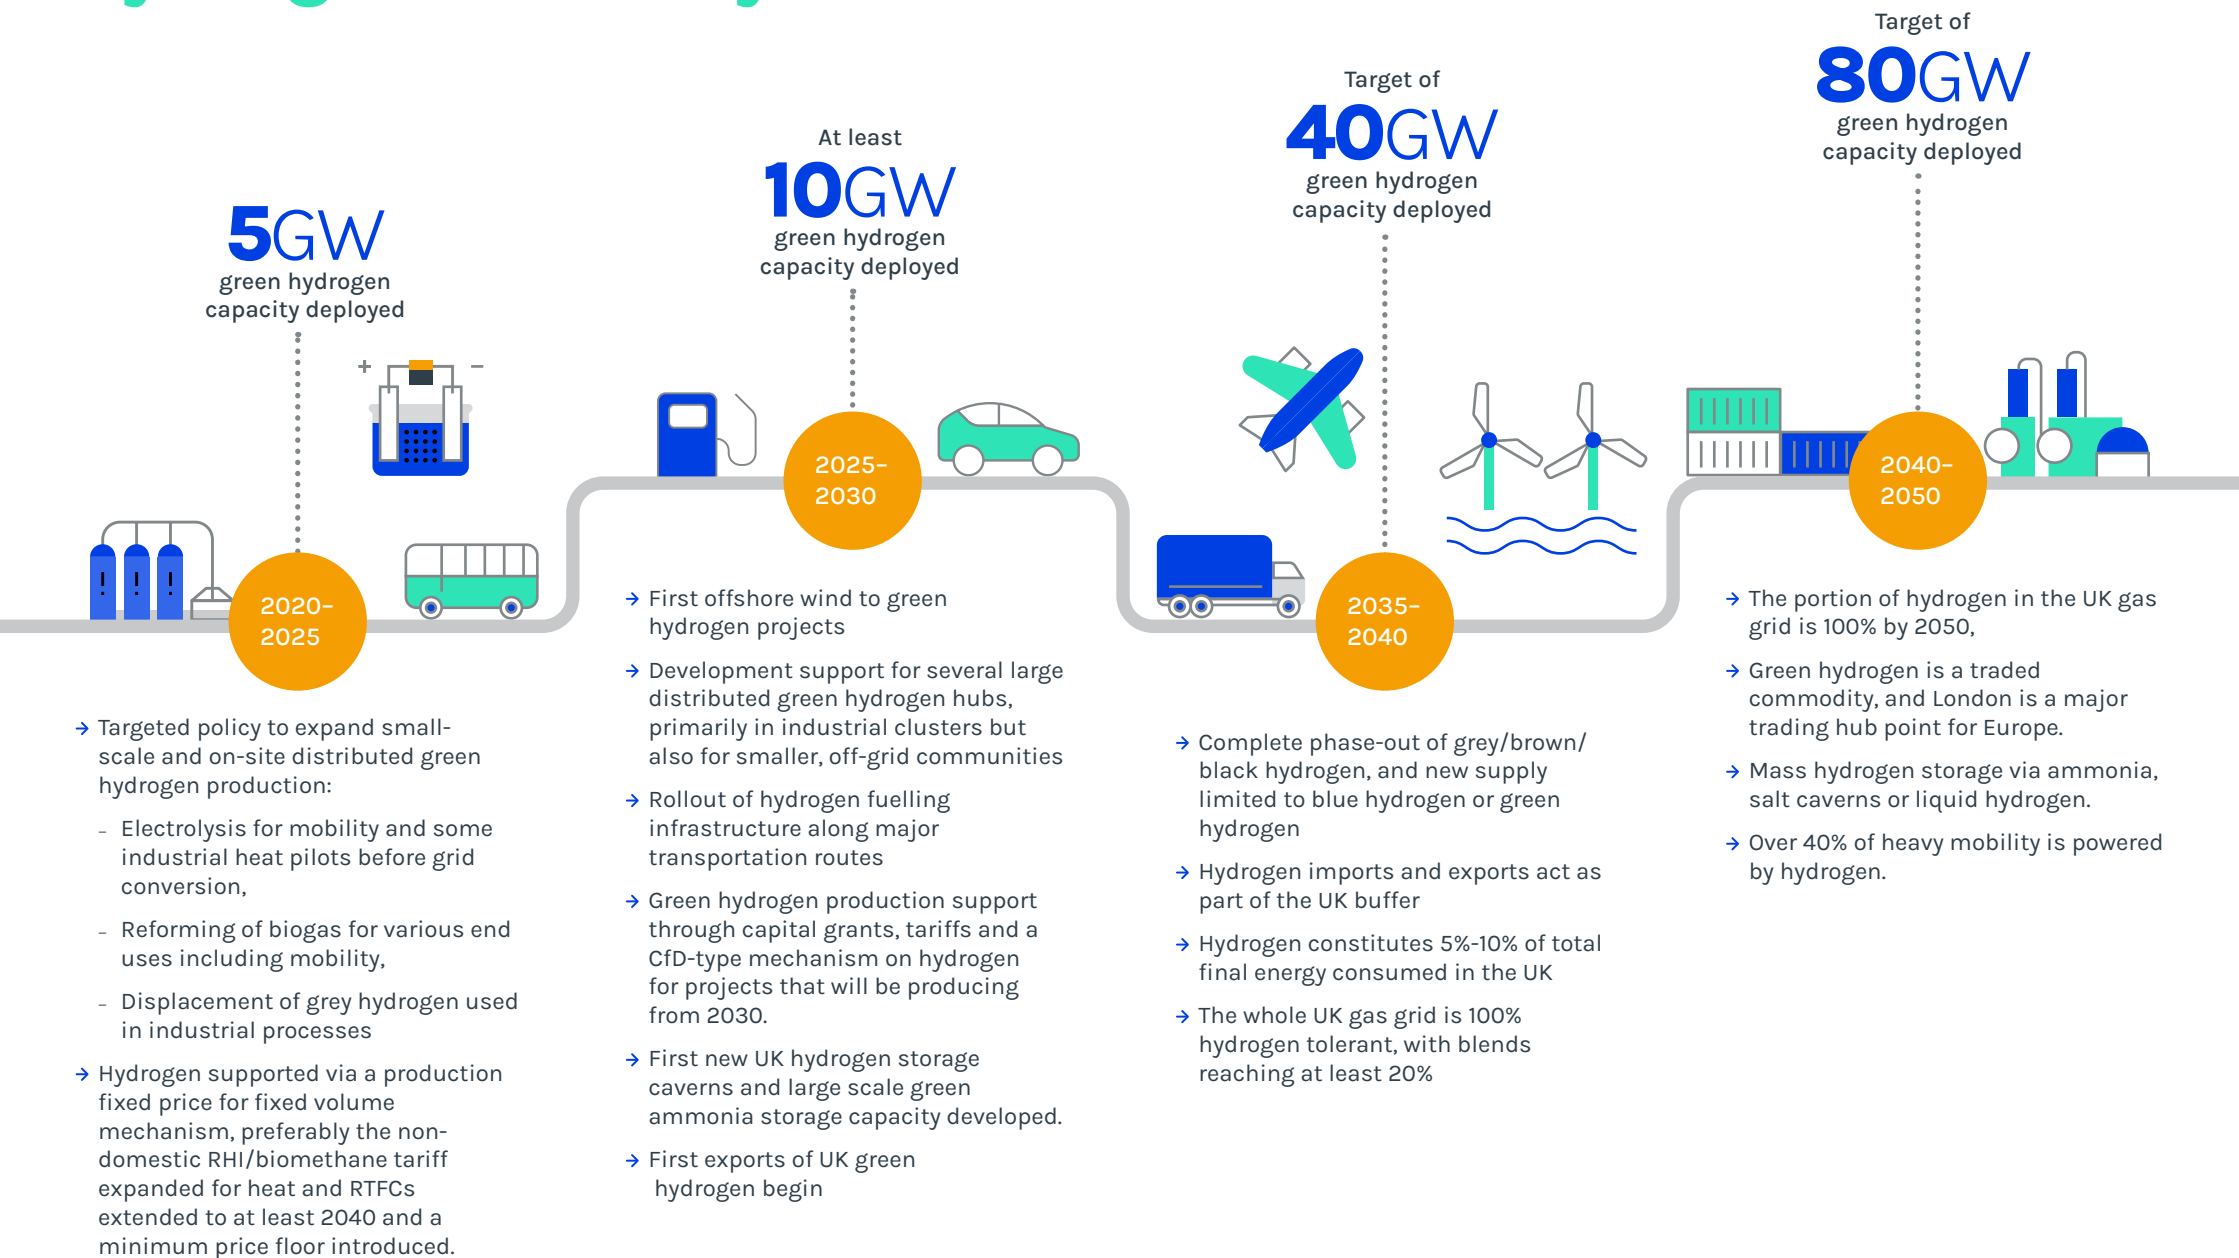 5GW
green hydrogen
capacity deployed
+
−
2020–
2025
→ Targeted policy to expand small-
scale and on-site distributed green
hydrogen production:
– Electrolysis for mobility and some
industrial heat pilots before grid
conversion,
– Reforming of biogas for various end
uses including mobility,
– Displacement of grey hydrogen used
in industrial processes
→ Hydrogen supported via a production
fixed price for fixed volume
mechanism, preferably the non-
domestic RHI/biomethane tariff
expanded for heat and RTFCs
extended to at least 2040 and a
minimum price floor introduced.
At least
10GW
green hydrogen
capacity deployed
2025–
2030
→ First offshore wind to green
hydrogen projects
→ Development support for several large
distributed green hydrogen hubs,
primarily in industrial clusters but
also for smaller, off-grid communities
→ Rollout of hydrogen fuelling
infrastructure along major
transportation routes
→ Green hydrogen production support
through capital grants, tariffs and a
CfD-type mechanism on hydrogen
for projects that will be producing
from 2030.
→ First new UK hydrogen storage
caverns and large scale green
ammonia storage capacity developed.
→ First exports of UK green
hydrogen begin
Target of
40GW
green hydrogen
capacity deployed
2035–
2040
→ Complete phase-out of grey/brown/
black hydrogen, and new supply
limited to blue hydrogen or green
hydrogen
→ Hydrogen imports and exports act as
part of the UK buffer
→ Hydrogen constitutes 5%-10% of total
final energy consumed in the UK
→ The whole UK gas grid is 100%
hydrogen tolerant, with blends
reaching at least 20%
Target of
80GW
green hydrogen
capacity deployed
2040–
2050
→ The portion of hydrogen in the UK gas
grid is 100% by 2050,
→ Green hydrogen is a traded
commodity, and London is a major
trading hub point for Europe.
→ Mass hydrogen storage via ammonia,
salt caverns or liquid hydrogen.
→ Over 40% of heavy mobility is powered
by hydrogen.